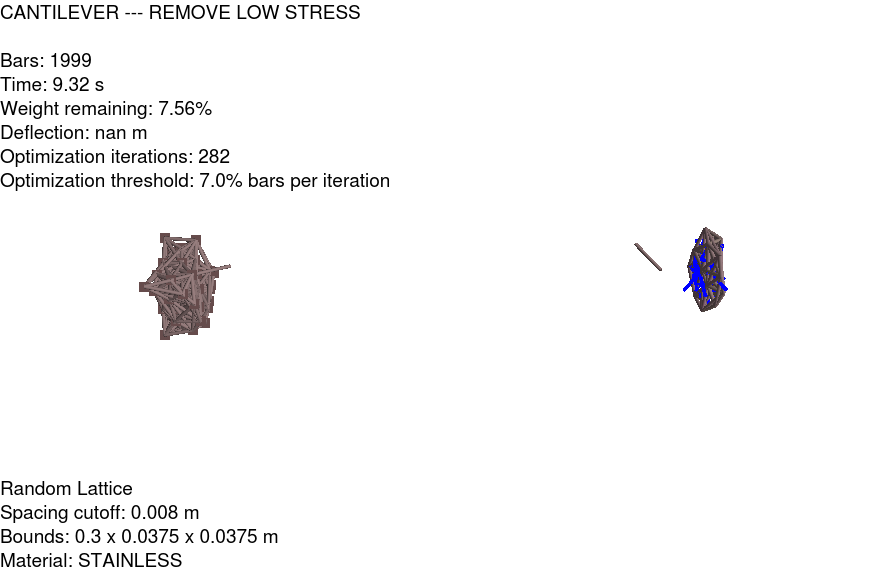 CANTILEVER --- REMOVE LOW STRESS
Bars: 1999
Time: 9.32 s
Weight remaining: 7.56%
Deflection: nan m
Optimization iterations: 282
Optimization threshold: 7.0% bars per iteration
Random Lattice
Spacing cutoff: 0.008 m
Bounds: 0.3 x 0.0375 x 0.0375 m
Material: STAINLESS